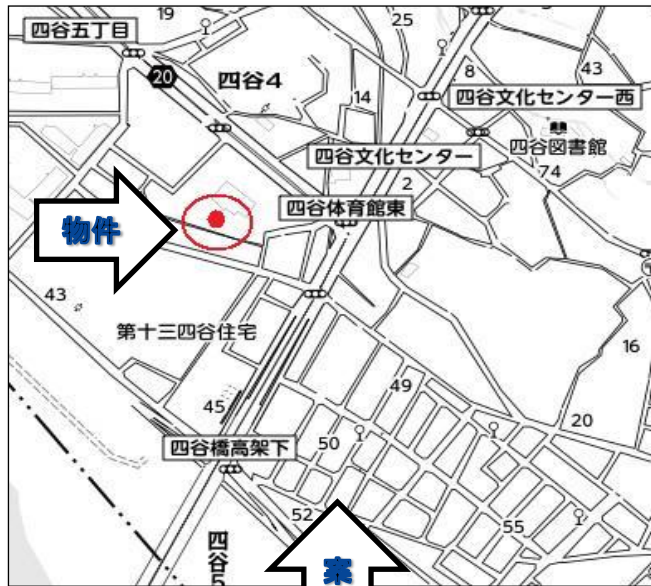 19
25
四谷五丁目
20
四谷4
8
43
14
四谷文化センター西
四谷図書館
四谷文化センター
74
2
四谷体育館東
物件
43
第十三四谷住宅
16
49
45
20
四谷橋高架下
50
52
55
四谷5
案